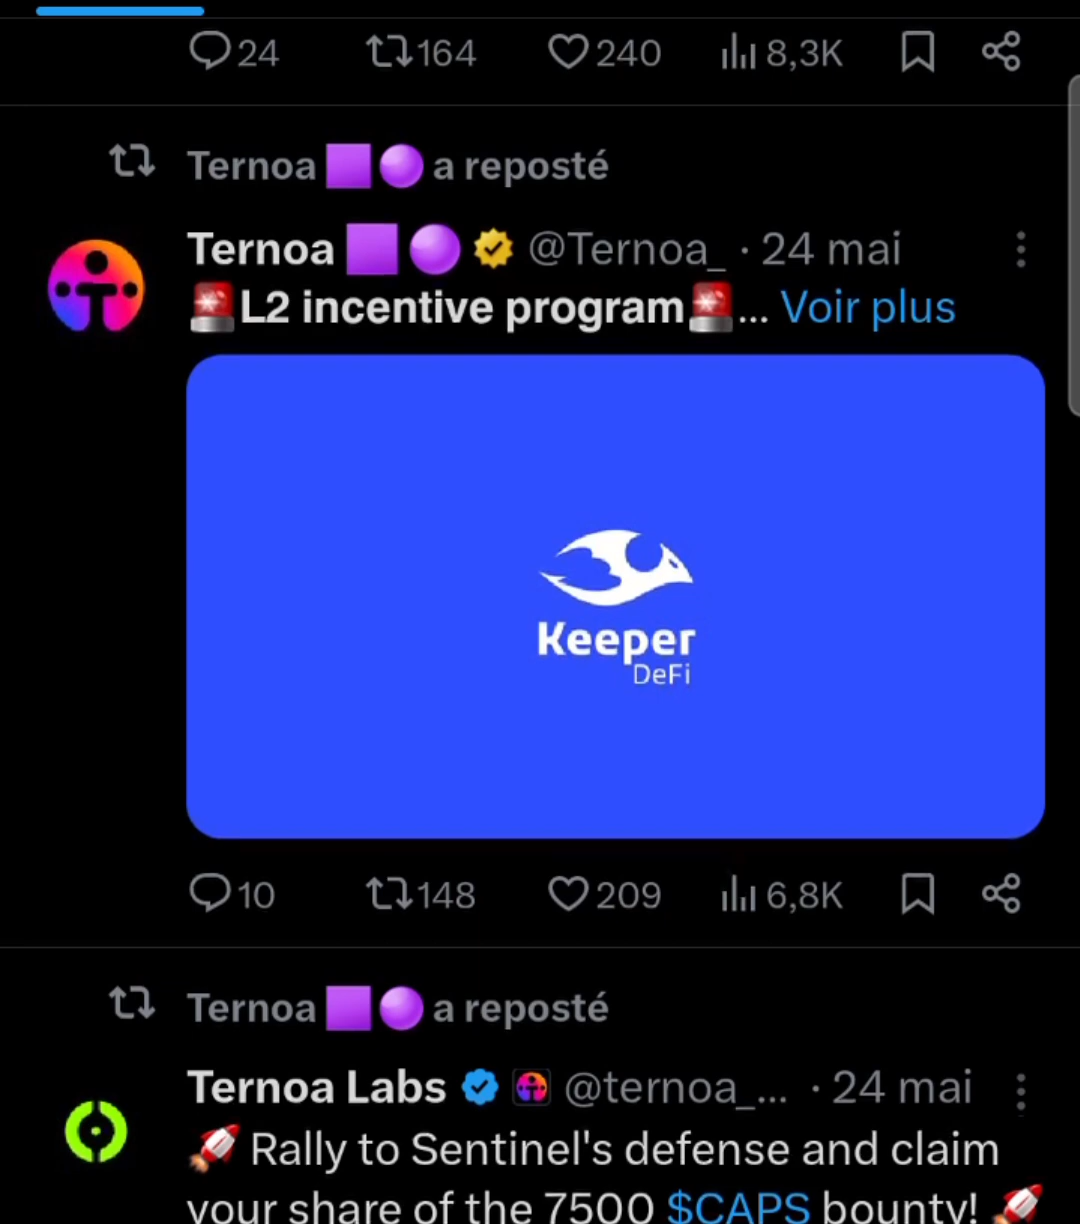 24 164 240 8,3K
Ternoa 🟪🟣 a reposté
Ternoa 🟪🟣 @Ternoa_ · 24 mai
🚨L2 incentive program🚨... Voir plus
Keeper
DeFi
10 148 209 6,8K
Ternoa 🟪🟣 a reposté
Ternoa Labs @ternoa_... · 24 mai
🚀 Rally to Sentinel's defense and claim
your share of the 7500 $CAPS bounty! 🚀